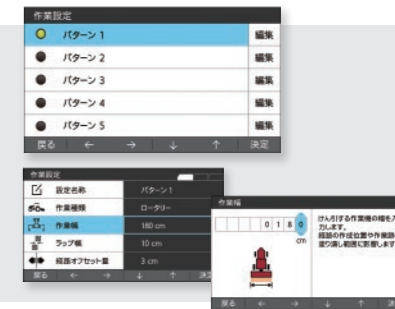 作業設定
パターン 1 編集
パターン 2 編集
パターン 3 編集
パターン 4 編集
パターン 5 編集
戻る ← → ↓ ↑ 決定
作業設定
設定名称 パターン 1
作業種類 ロータリー
作業幅 180 cm
ラップ幅 10 cm
経路オフセット量 3 cm
戻る ← → ↓ ↑ 決
作業幅
0 1 8 0 cm
けん引する作業機の幅を入
力します。
経路の作成位置や作業跡
塗り潰し範囲に影響します
戻る ← → ↓ ↑